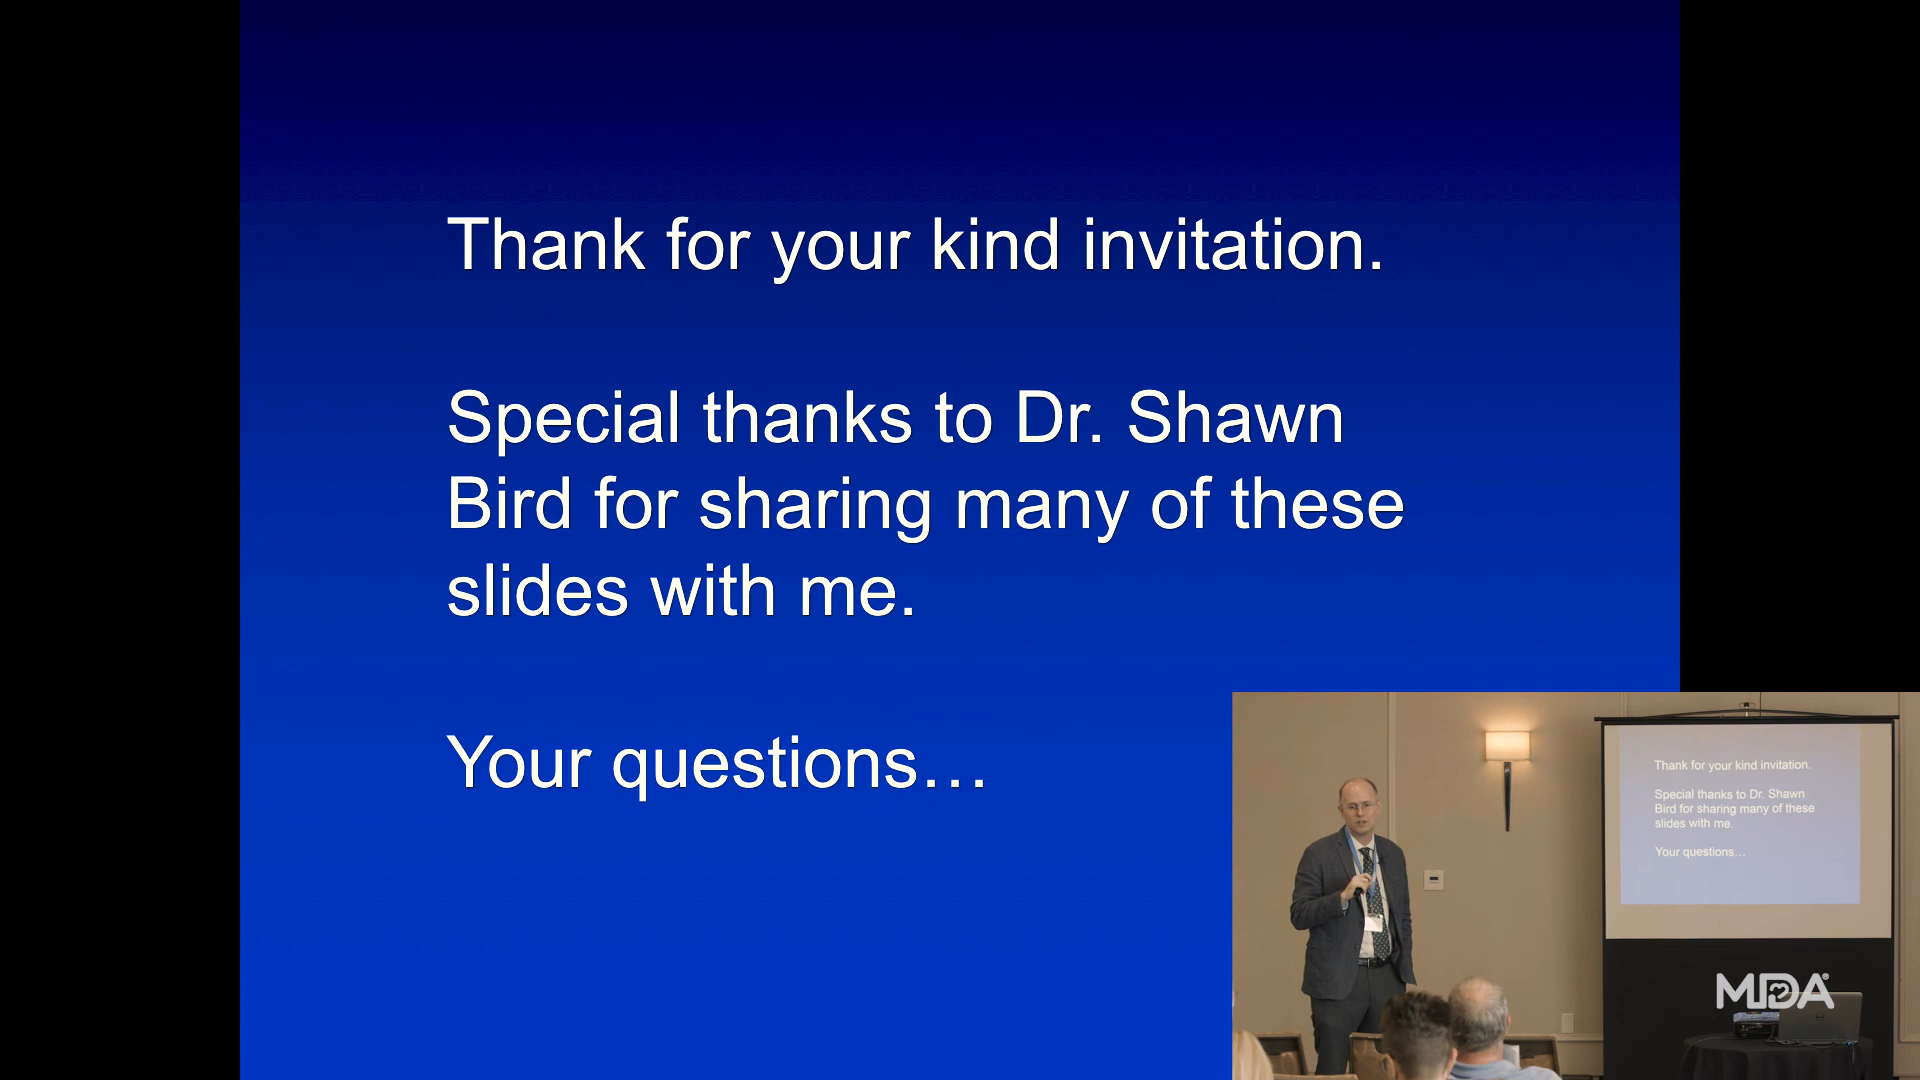 Thank for your kind invitation.
Special thanks to Dr. Shawn
Bird for sharing many of these
slides with me.
Your questions…
Thank for your kind invitation.
Special thanks to Dr. Shawn
Bird for sharing many of these
slides with me.
Your questions...
MDA